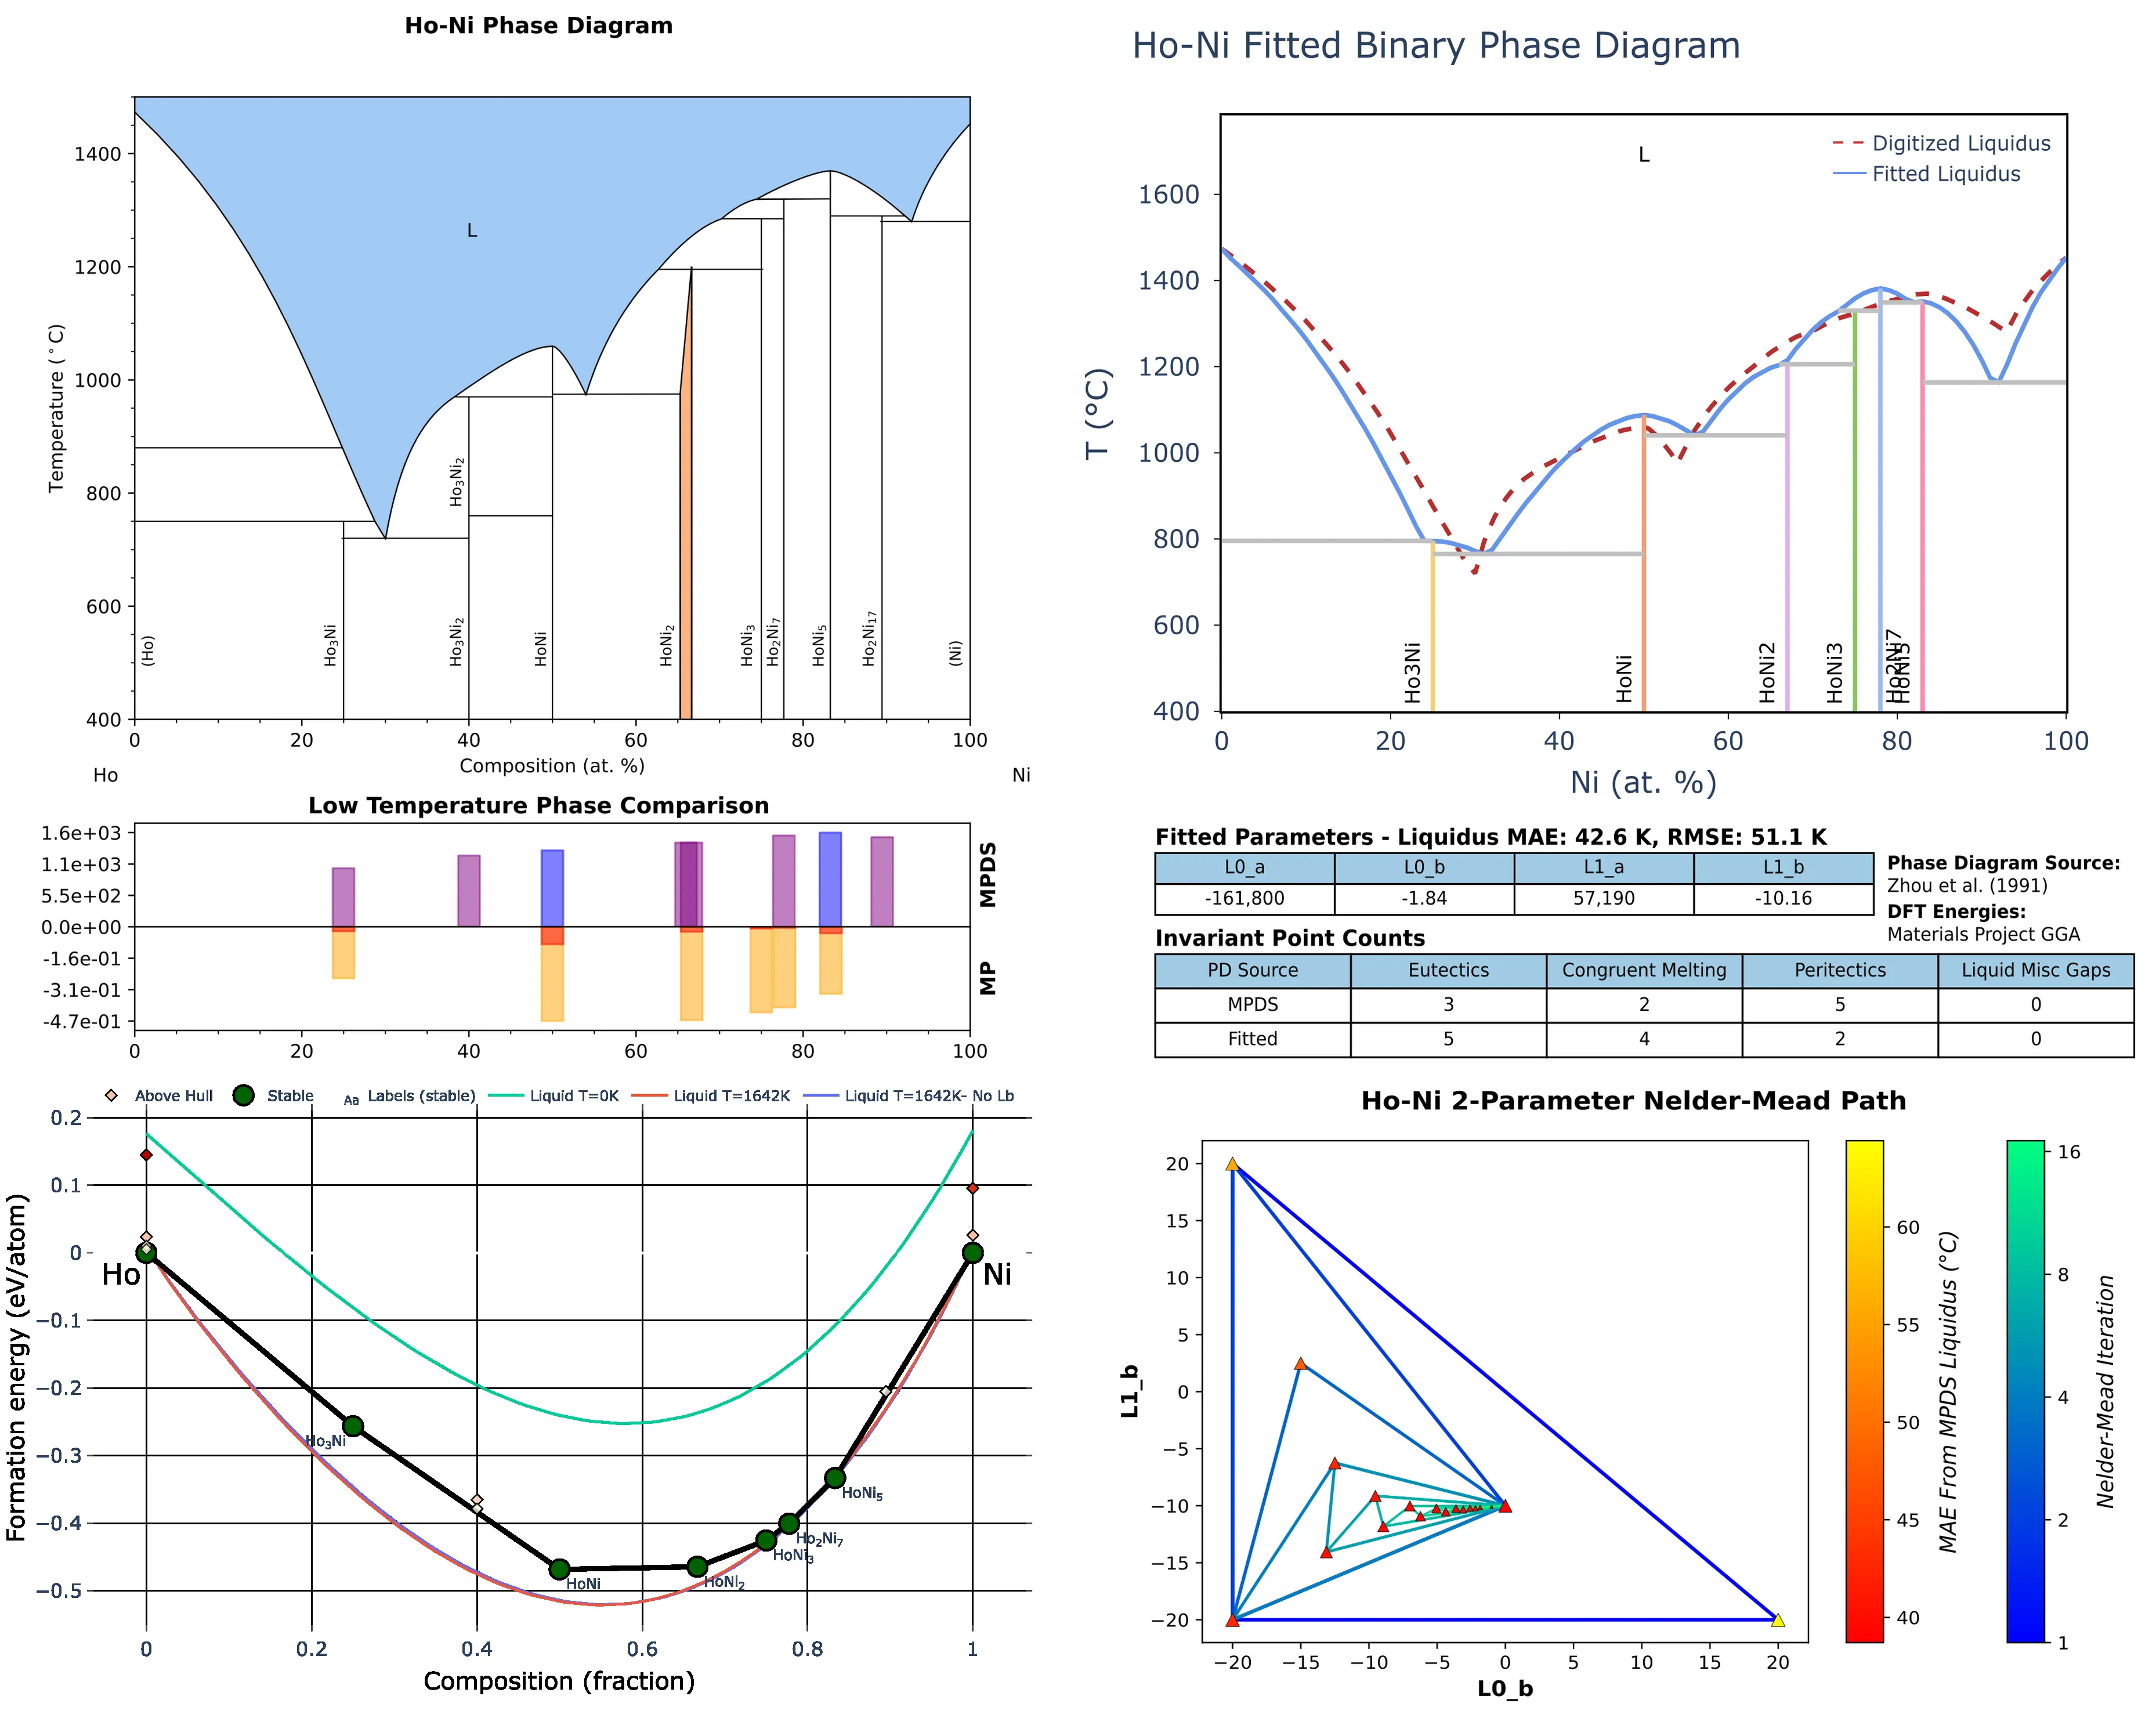 Ho-Ni Phase Diagram
Temperature (°C)
1400
1200
1000
800
600
400
L
(Ho)
Ho3Ni
Ho3Ni2
Ho3Ni2
HoNi
HoNi2
HoNi3
Ho2Ni7
HoNi5
Ho2Ni17
(Ni)
0 20 40 60 80 100
Composition (at. %)
Ho Ni
Ho-Ni Fitted Binary Phase Diagram
L
Digitized Liquidus
Fitted Liquidus
T (°C)
1600
1400
1200
1000
800
600
400
Ho3Ni
HoNi
HoNi2
HoNi3
Ho2Ni7
HoNi5
0 20 40 60 80 100
Ni (at. %)
Low Temperature Phase Comparison
1.6e+03
1.1e+03
5.5e+02
0.0e+00
-1.6e-01
-3.1e-01
-4.7e-01
MPDS
MP
0 20 40 60 80 100
Fitted Parameters - Liquidus MAE: 42.6 K, RMSE: 51.1 K
L0_a L0_b L1_a L1_b
-161,800 -1.84 57,190 -10.16
Phase Diagram Source:
Zhou et al. (1991)
DFT Energies:
Materials Project GGA
Invariant Point Counts
PD Source Eutectics Congruent Melting Peritectics Liquid Misc Gaps
MPDS 3 2 5 0
Fitted 5 4 2 0
Above Hull Stable Aa Labels (stable) Liquid T=0K Liquid T=1642K Liquid T=1642K- No Lb
Formation energy (eV/atom)
0.2
0.1
0
−0.1
−0.2
−0.3
−0.4
−0.5
Ho
Ni
Ho3Ni
HoNi
HoNi2
HoNi3
Ho2Ni7
HoNi5
0 0.2 0.4 0.6 0.8 1
Composition (fraction)
Ho-Ni 2-Parameter Nelder-Mead Path
L1_b
20
15
10
5
0
−5
−10
−15
−20
−20 −15 −10 −5 0 5 10 15 20
L0_b
60
55
50
45
40
MAE From MPDS Liquidus (°C)
16
8
4
2
1
Nelder-Mead Iteration